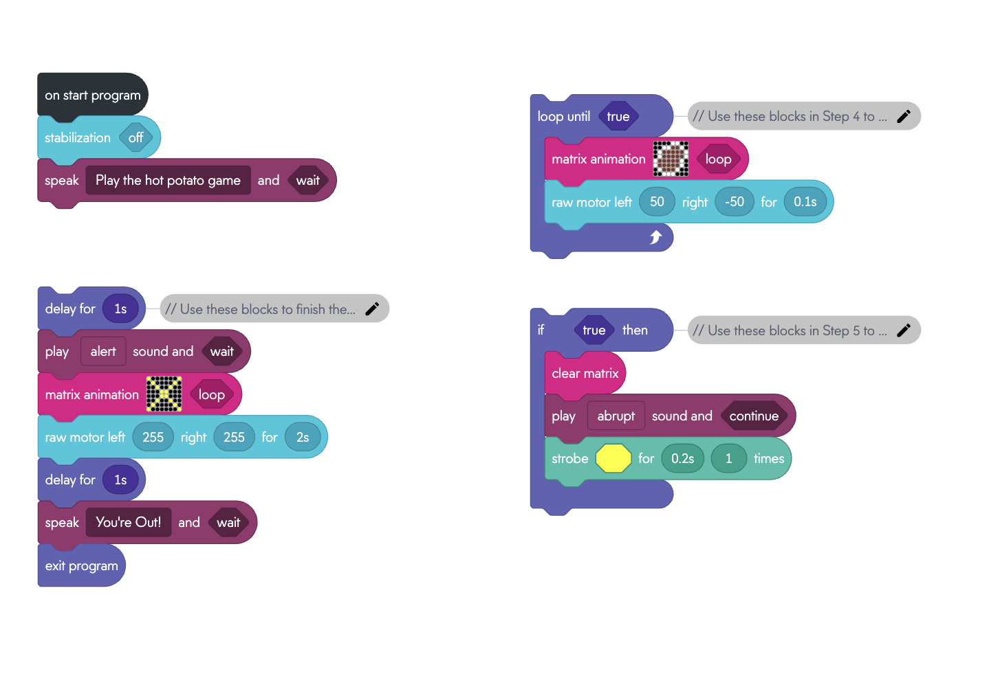 on start program
stabilization off
speak Play the hot potato game and wait
delay for 1s // Use these blocks to finish the...
play alert sound and wait
matrix animation loop
raw motor left 255 right 255 for 2s
delay for 1s
speak You're Out! and wait
exit program
loop until true // Use these blocks in Step 4 to ...
matrix animation loop
raw motor left 50 right -50 for 0.1s
if true then // Use these blocks in Step 5 to ...
clear matrix
play abrupt sound and continue
strobe for 0.2s 1 times